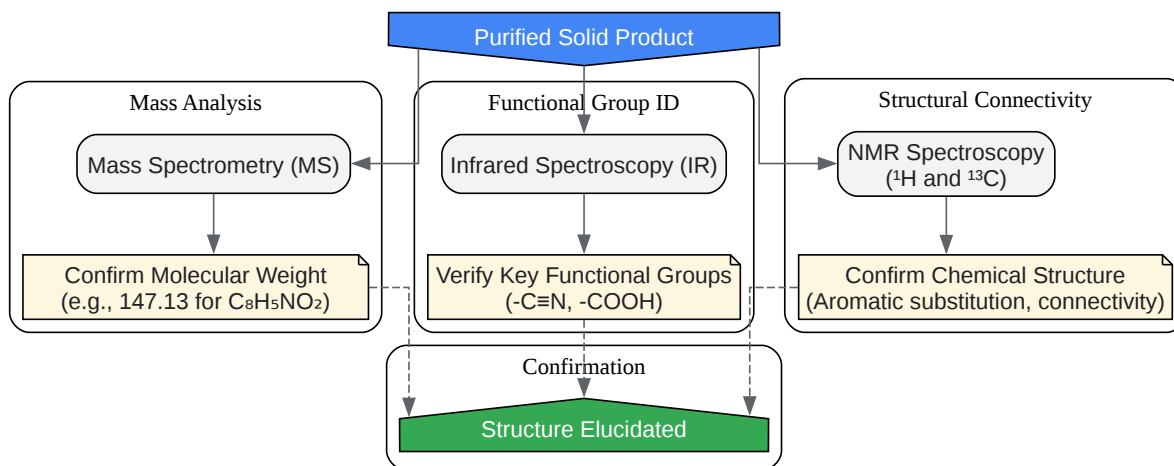 Purified Solid Product
Mass Analysis
Functional Group ID
Structural Connectivity
Mass Spectrometry (MS)
Infrared Spectroscopy (IR)
NMR Spectroscopy
(¹H and ¹³C)
Confirm Molecular Weight
(e.g., 147.13 for C₈H₅NO₂)
Verify Key Functional Groups
(-C≡N, -COOH)
Confirm Chemical Structure
(Aromatic substitution, connectivity)
Confirmation
Structure Elucidated